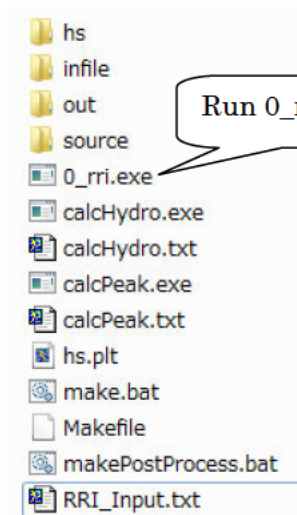 hs
infile
out
Run 0_
source
0_rri.exe
calcHydro.exe
calcHydro.txt
calcPeak.exe
calcPeak.txt
hs.plt
make.bat
Makefile
makePostProcess.bat
RRI_Input.txt